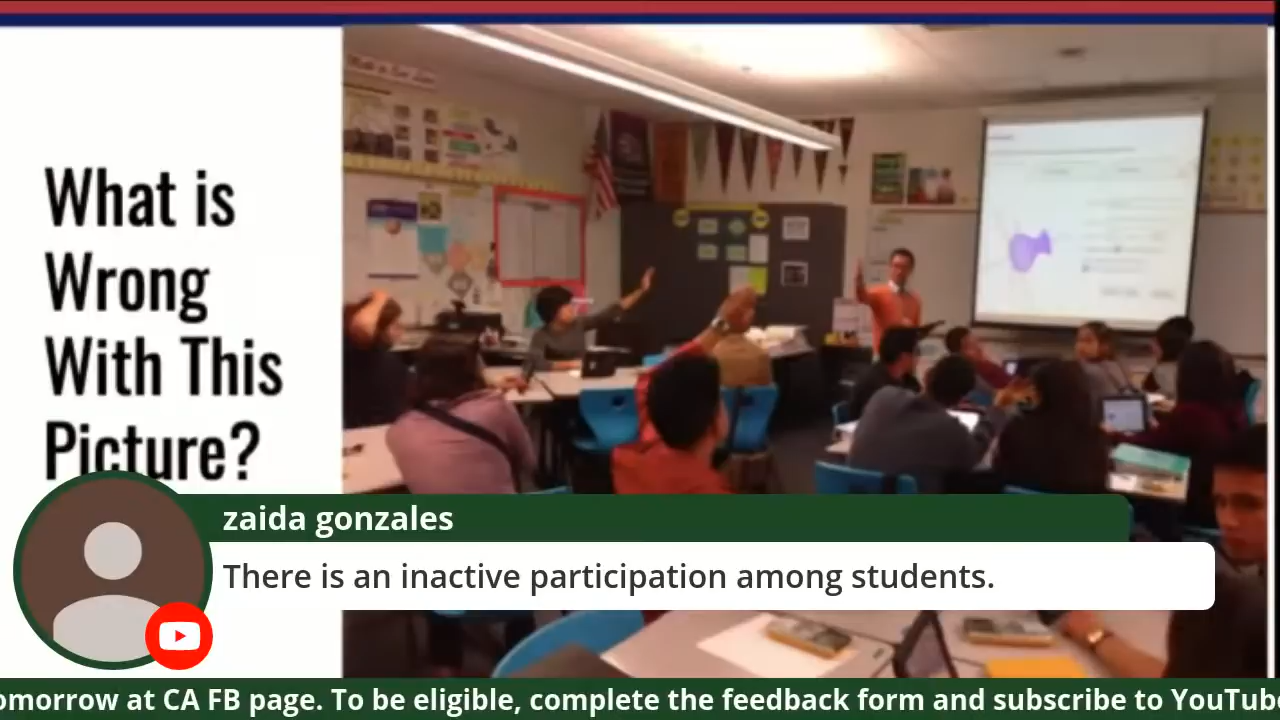 What is
Wrong
With This
Picture?
zaida gonzales
There is an inactive participation among students.
omorrow at CA FB page. To be eligible, complete the feedback form and subscribe to YouTub